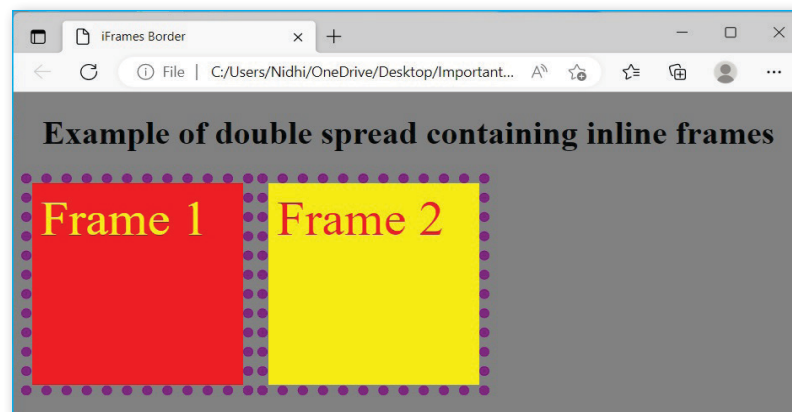 iFrames Border
File | C:/Users/Nidhi/OneDrive/Desktop/Important...
Example of double spread containing inline frames
Frame 1 Frame 2